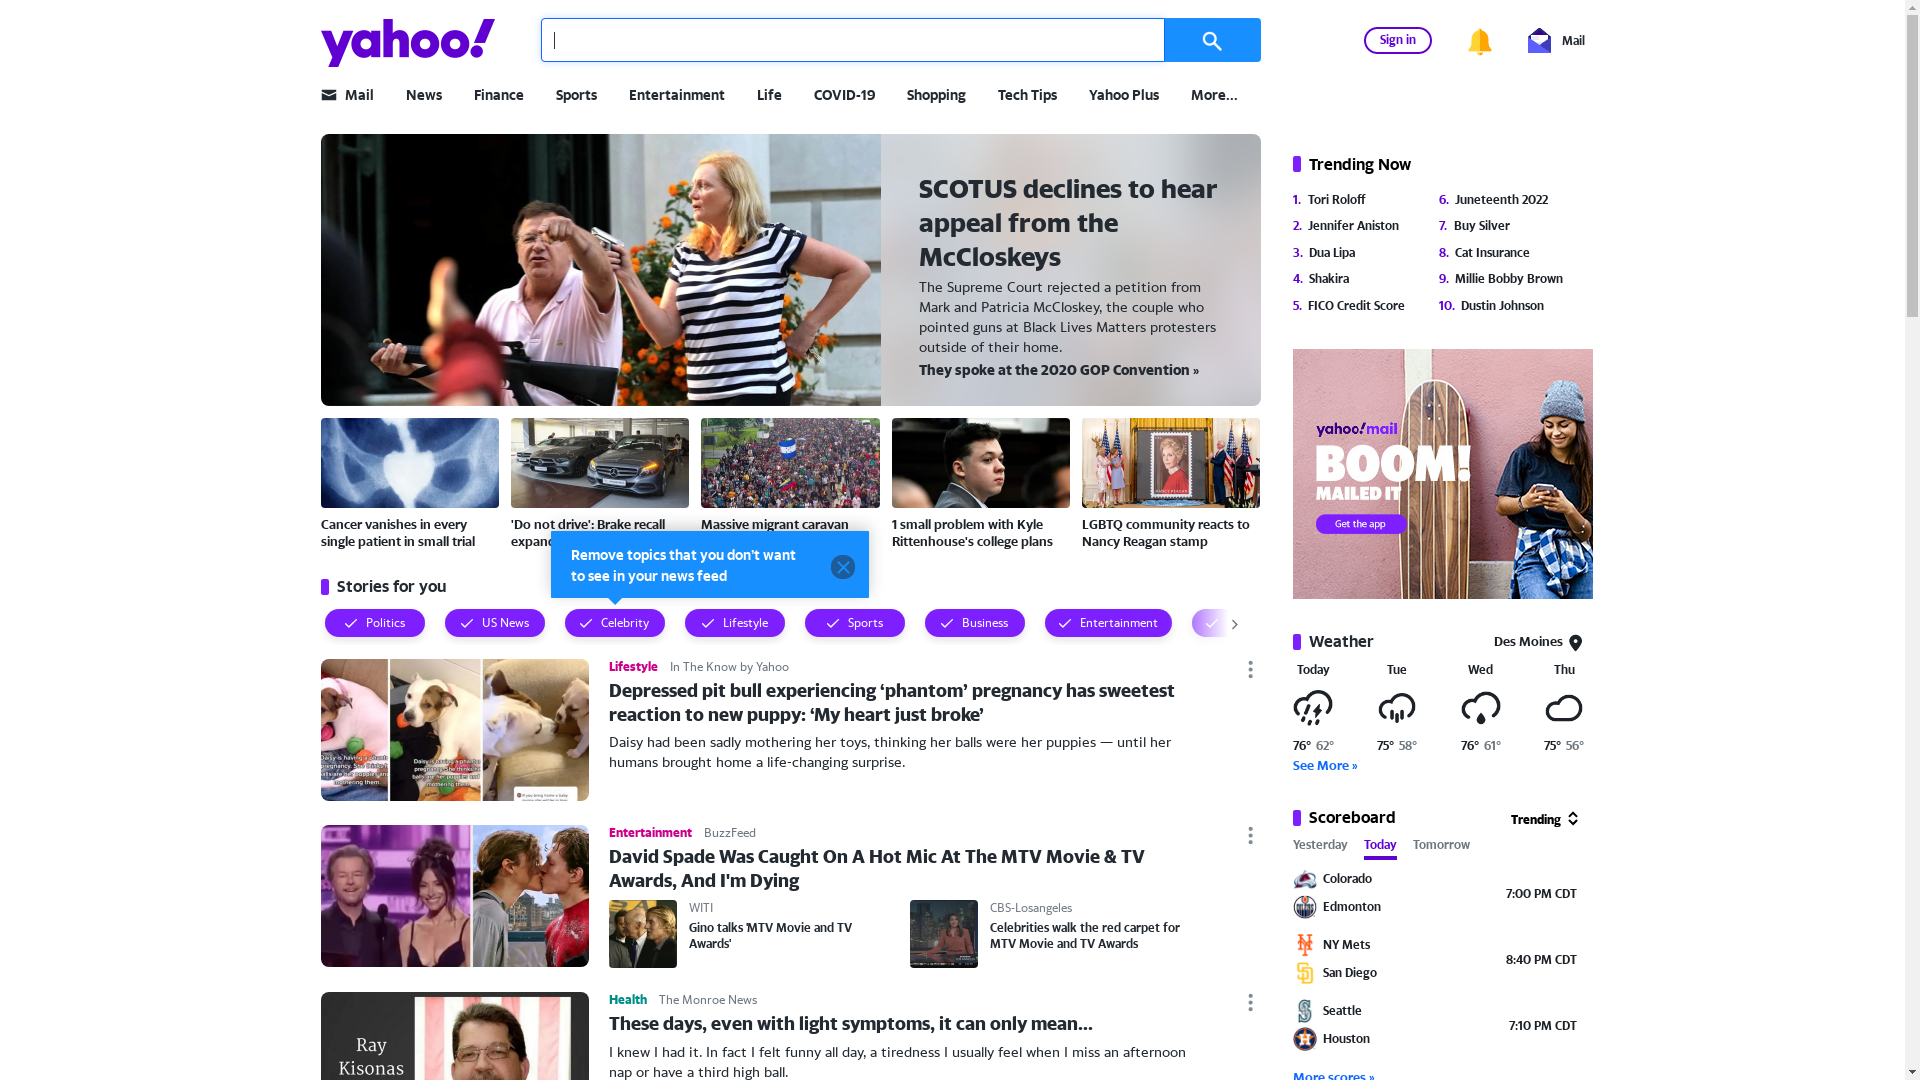 yahoo!
Sign in
Mail
Mail
News
Finance
Sports
Entertainment
Life
COVID-19
Shopping
Tech Tips
Yahoo Plus
More...
SCOTUS declines to hear
appeal from the
McCloskeys
The Supreme Court rejected a petition from
Mark and Patricia McCloskey, the couple who
pointed guns at Black Lives Matters protesters
outside of their home.
They spoke at the 2020 GOP Convention »
Cancer vanishes in every
single patient in small trial
'Do not drive': Brake recall
Massive migrant caravan
1 small problem with Kyle
Rittenhouse's college plans
LGBTQ community reacts to
Nancy Reagan stamp
Remove topics that you don't want
to see in your news feed
Stories for you
Politics
US News
Celebrity
Lifestyle
Sports
Business
Entertainment
Lifestyle In The Know by Yahoo
Depressed pit bull experiencing ‘phantom’ pregnancy has sweetest
reaction to new puppy: ‘My heart just broke’
Daisy had been sadly mothering her toys, thinking her balls were her puppies — until her
humans brought home a life-changing surprise.
Entertainment BuzzFeed
David Spade Was Caught On A Hot Mic At The MTV Movie & TV
Awards, And I'm Dying
WITI
Gino talks 'MTV Movie and TV
Awards'
CBS-Losangeles
Celebrities walk the red carpet for
MTV Movie and TV Awards
Ray
Kisonas
Health The Monroe News
These days, even with light symptoms, it can only mean...
I knew I had it. In fact I felt funny all day, a tiredness I usually feel when I miss an afternoon
nap or have a third high ball.
Trending Now
1. Tori Roloff
2. Jennifer Aniston
3. Dua Lipa
4. Shakira
5. FICO Credit Score
6. Juneteenth 2022
7. Buy Silver
8. Cat Insurance
9. Millie Bobby Brown
10. Dustin Johnson
yahoo!mail
BOOM!
MAILED IT
Get the app
Weather
Des Moines
Today
Tue
Wed
Thu
76° 62°
75° 58°
76° 61°
75° 56°
See More »
Scoreboard
Trending
Yesterday
Today
Tomorrow
Colorado
Edmonton
7:00 PM CDT
NY Mets
San Diego
8:40 PM CDT
Seattle
Houston
7:10 PM CDT
More scores »